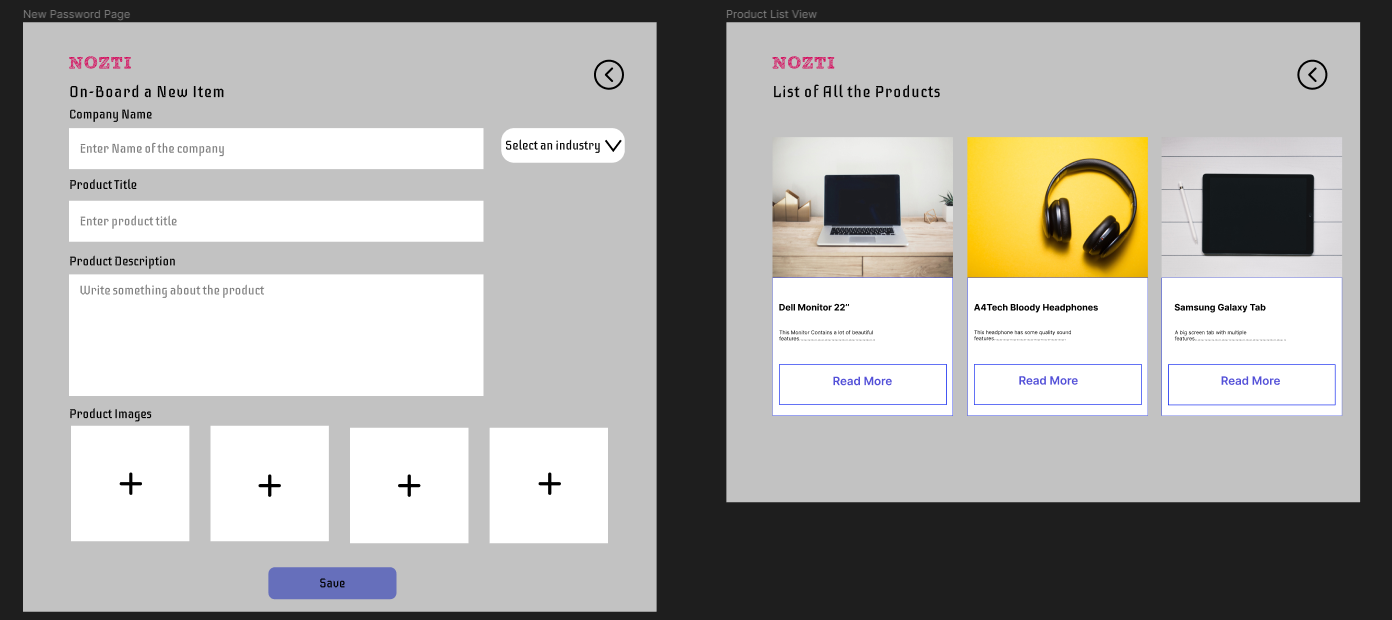 New Password Page
NOZTI
On-Board a New Item
Company Name
Enter Name of the company
Select an industry
Product Title
Enter product title
Product Description
Write something about the product
Product Images
Save
Product List View
NOZTI
List of All the Products
Dell Monitor 22"
This Monitor Contains a lot of beautiful
features.......................................
Read More
A4Tech Bloody Headphones
This headphone has some quality sound
features.....................................
Read More
Samsung Galaxy Tab
A big screen tab with multiple
features..............................................
Read More